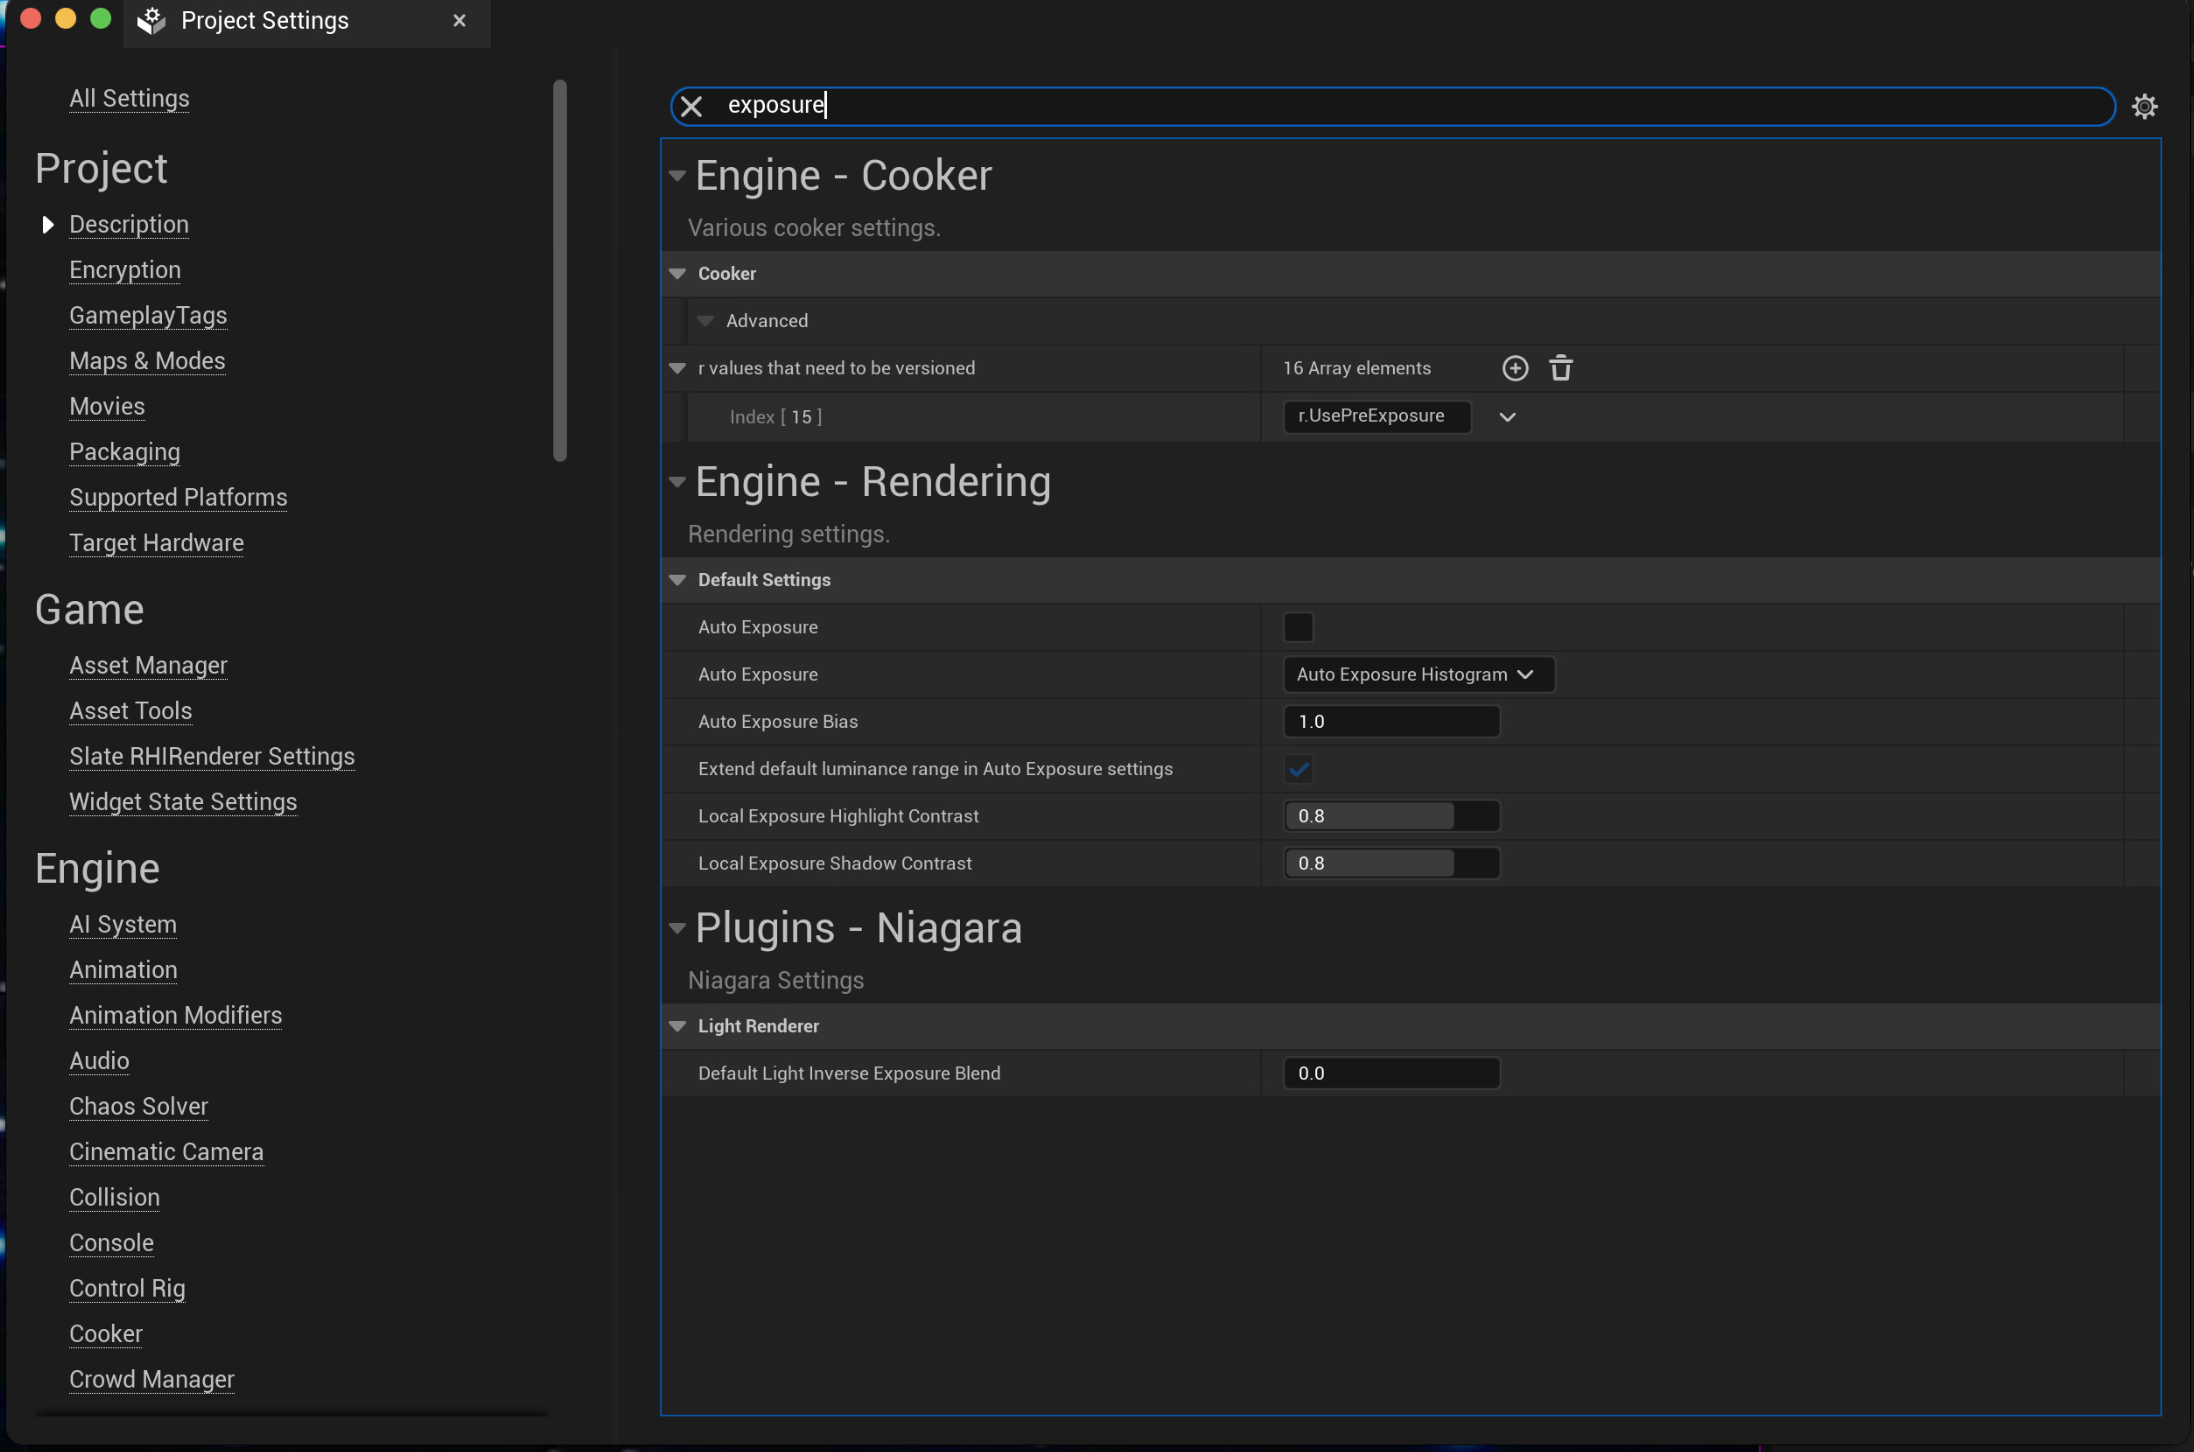 Project Settings
All Settings
Project
Description
Encryption
GameplayTags
Maps & Modes
Movies
Packaging
Supported Platforms
Target Hardware
Game
Asset Manager
Asset Tools
Slate RHIRenderer Settings
Widget State Settings
Engine
AI System
Animation
Animation Modifiers
Audio
Chaos Solver
Cinematic Camera
Collision
Console
Control Rig
Cooker
Crowd Manager
exposure
Engine - Cooker
Various cooker settings.
Cooker
Advanced
r values that need to be versioned 16 Array elements
Index [ 15 ] r.UsePreExposure
Engine - Rendering
Rendering settings.
Default Settings
Auto Exposure
Auto Exposure Auto Exposure Histogram
Auto Exposure Bias 1.0
Extend default luminance range in Auto Exposure settings
Local Exposure Highlight Contrast 0.8
Local Exposure Shadow Contrast 0.8
Plugins - Niagara
Niagara Settings
Light Renderer
Default Light Inverse Exposure Blend 0.0